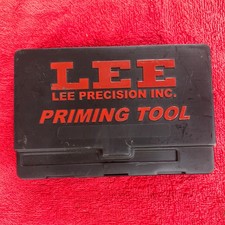 LEE
LEE PRECISION INC.
PRIMING TOOL